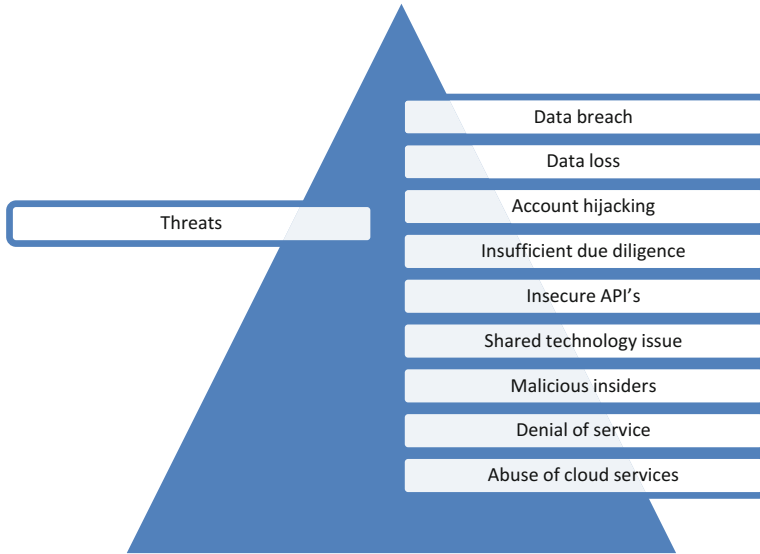 Threats
Data breach
Data loss
Account hijacking
Insufficient due diligence
Insecure API’s
Shared technology issue
Malicious insiders
Denial of service
Abuse of cloud services